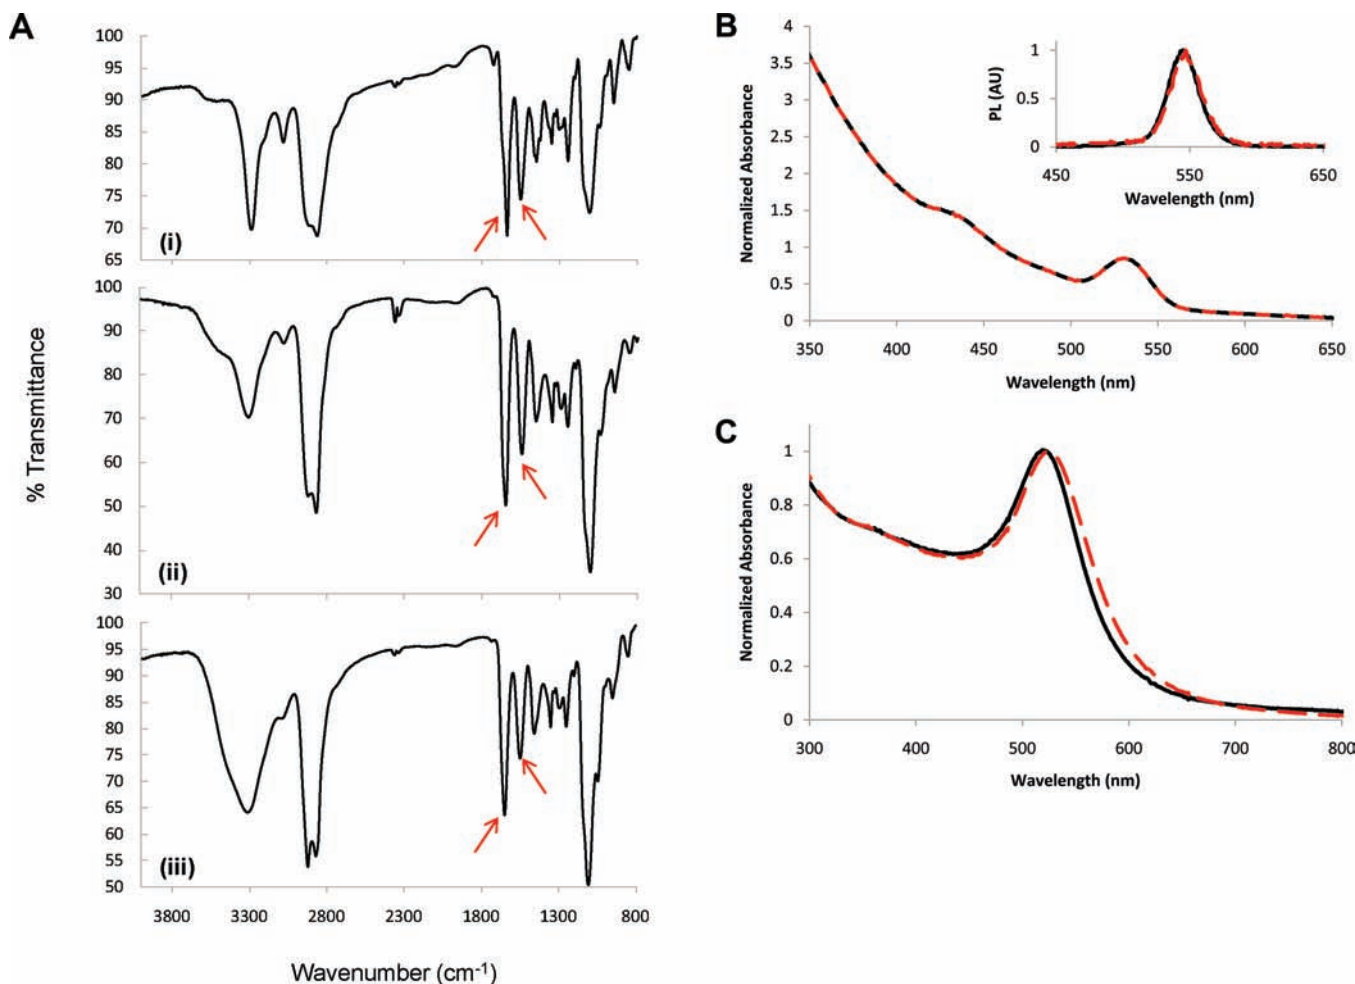 A
100
95
90
85
80
75
70
65
(i)
100
90
80
70
60
50
40
30
(ii)
100
95
90
85
80
75
70
65
60
55
50
(iii)
3800 3300 2800 2300 1800 1300 800
% Transmittance
Wavenumber (cm-1)
B
4
3.5
3
2.5
2
1.5
1
0.5
0
350 400 450 500 550 600 650
Normalized Absorbance
Wavelength (nm)
1
0.5
0
450 550 650
PL (AU)
Wavelength (nm)
C
1
0.8
0.6
0.4
0.2
0
300 400 500 600 700 800
Normalized Absorbance
Wavelength (nm)